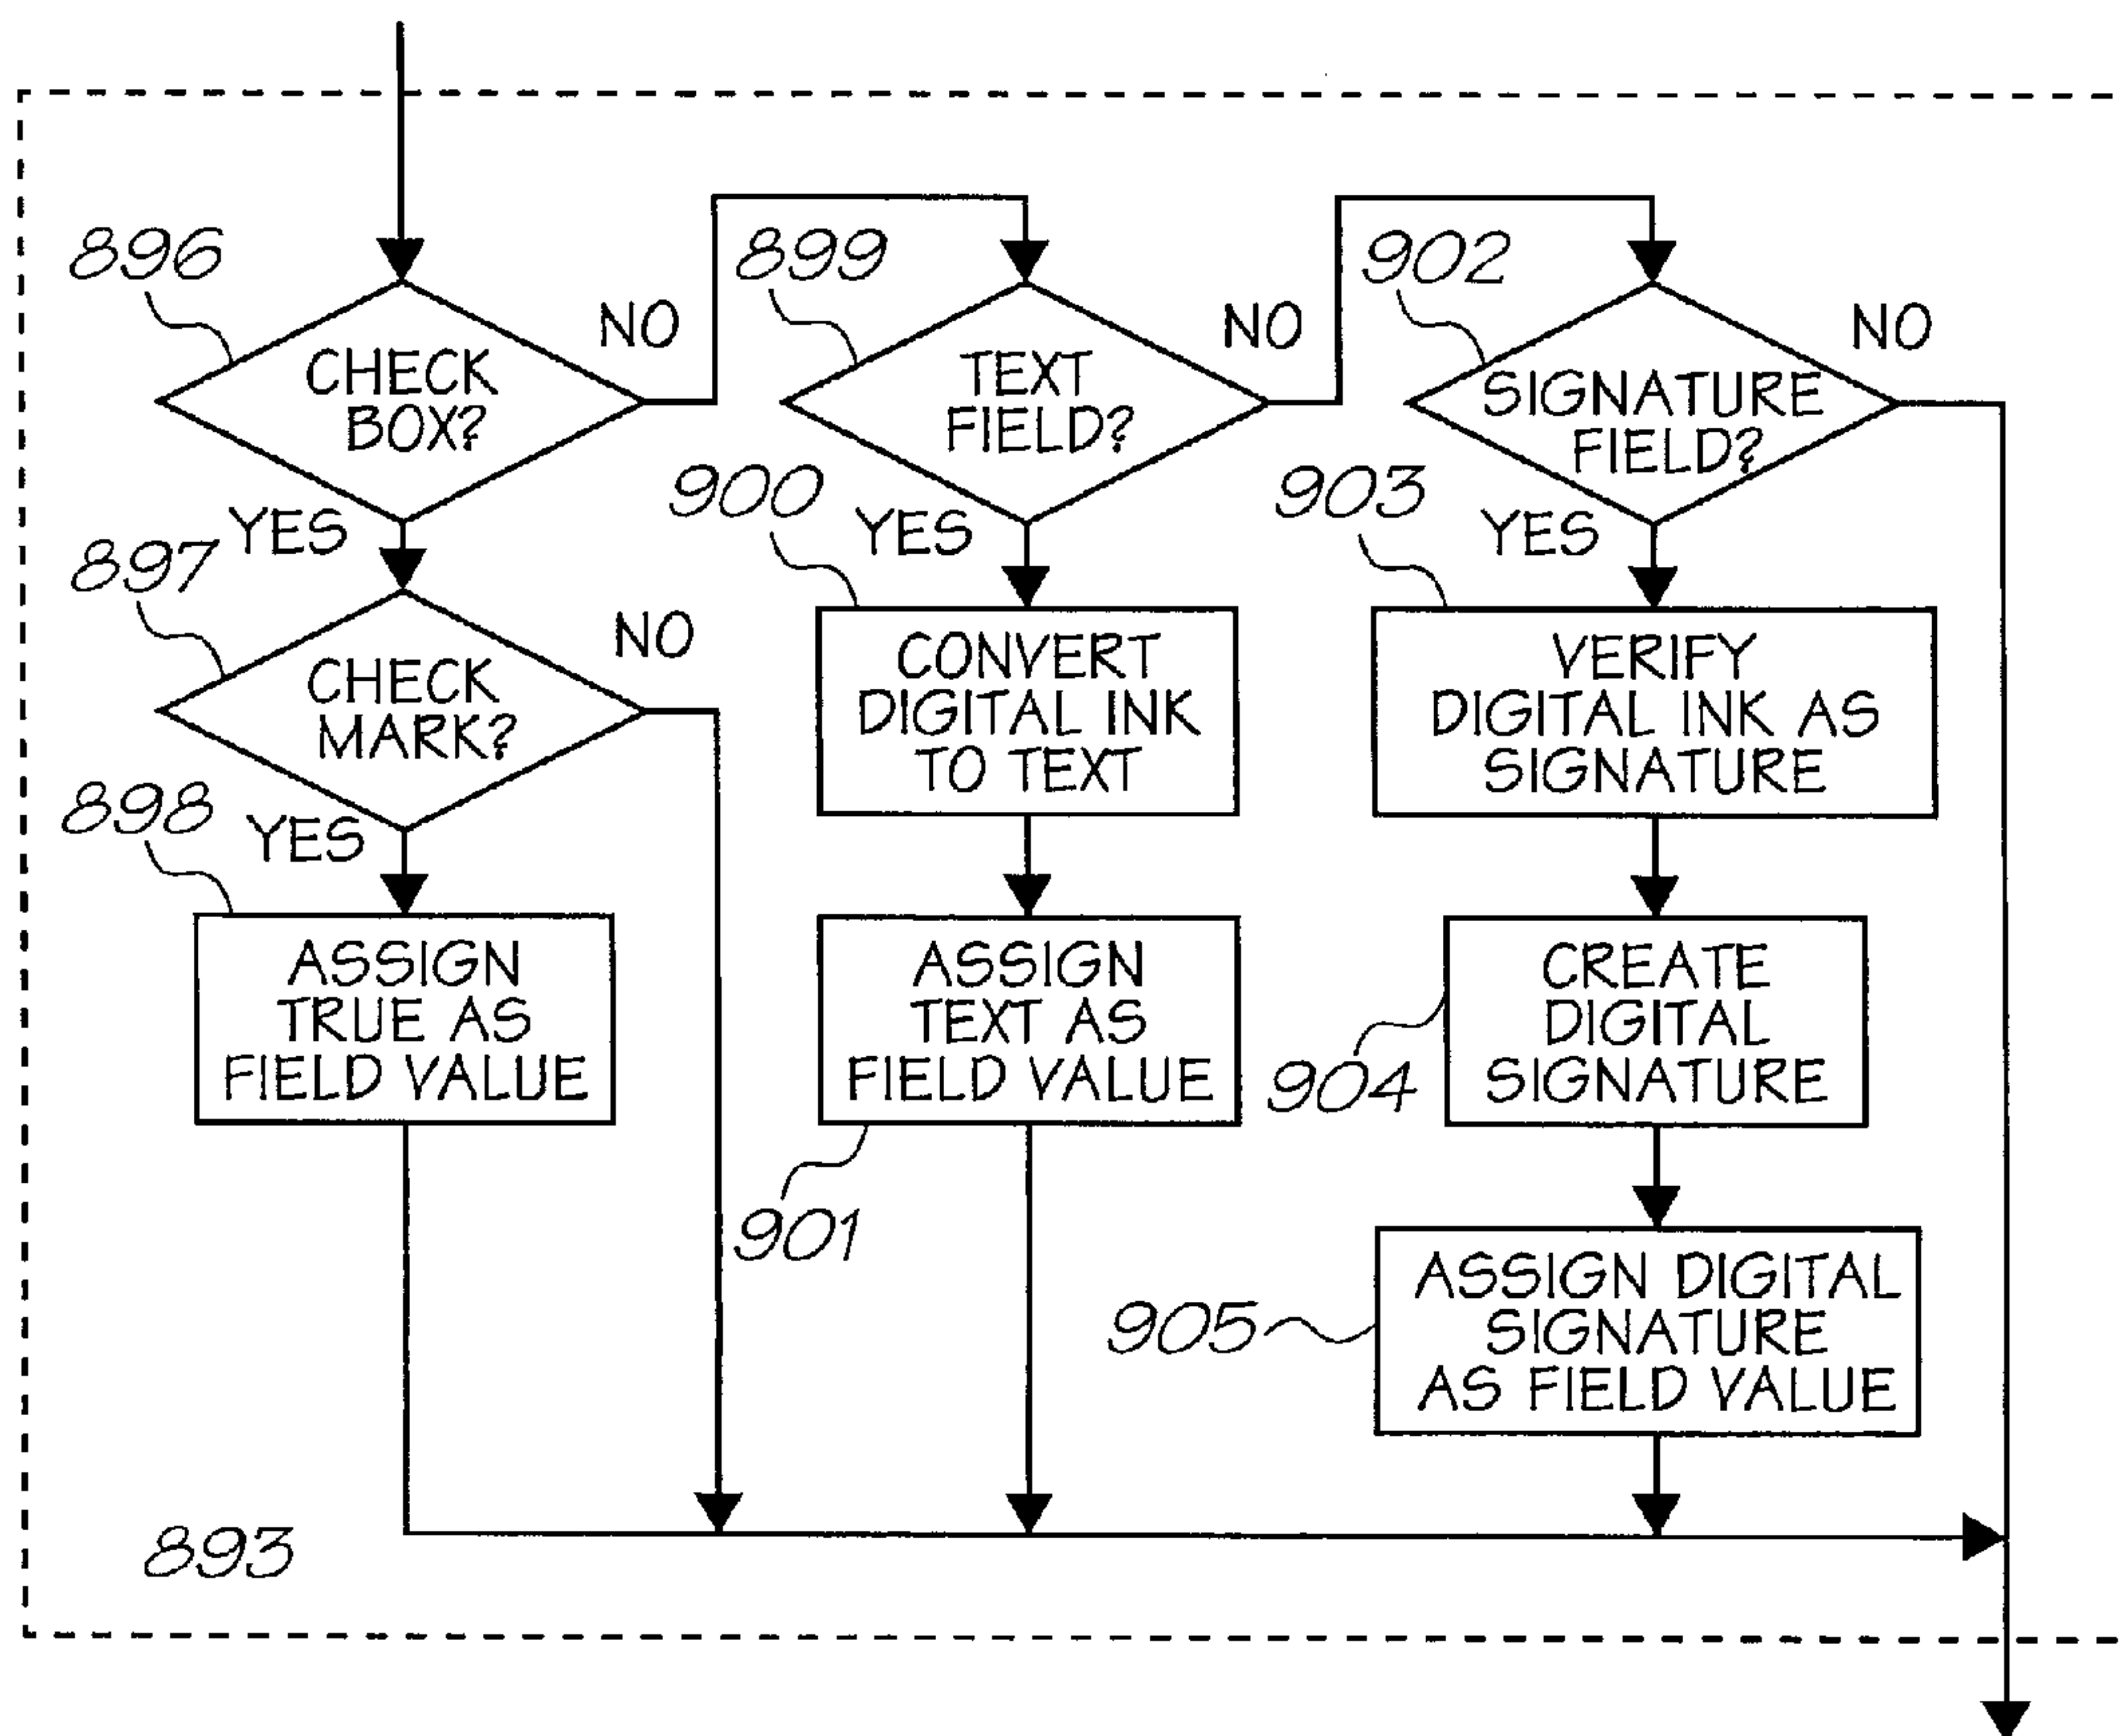 896
CHECK
BOX?
NO
YES
897
CHECK
MARK?
NO
YES
898
ASSIGN
TRUE AS
FIELD VALUE
899
TEXT
FIELD?
NO
YES
900
CONVERT
DIGITAL INK
TO TEXT
ASSIGN
TEXT AS
FIELD VALUE
901
902
SIGNATURE
FIELD?
NO
YES
903
VERIFY
DIGITAL INK AS
SIGNATURE
CREATE
DIGITAL
SIGNATURE
904
ASSIGN DIGITAL
SIGNATURE
AS FIELD VALUE
905
893